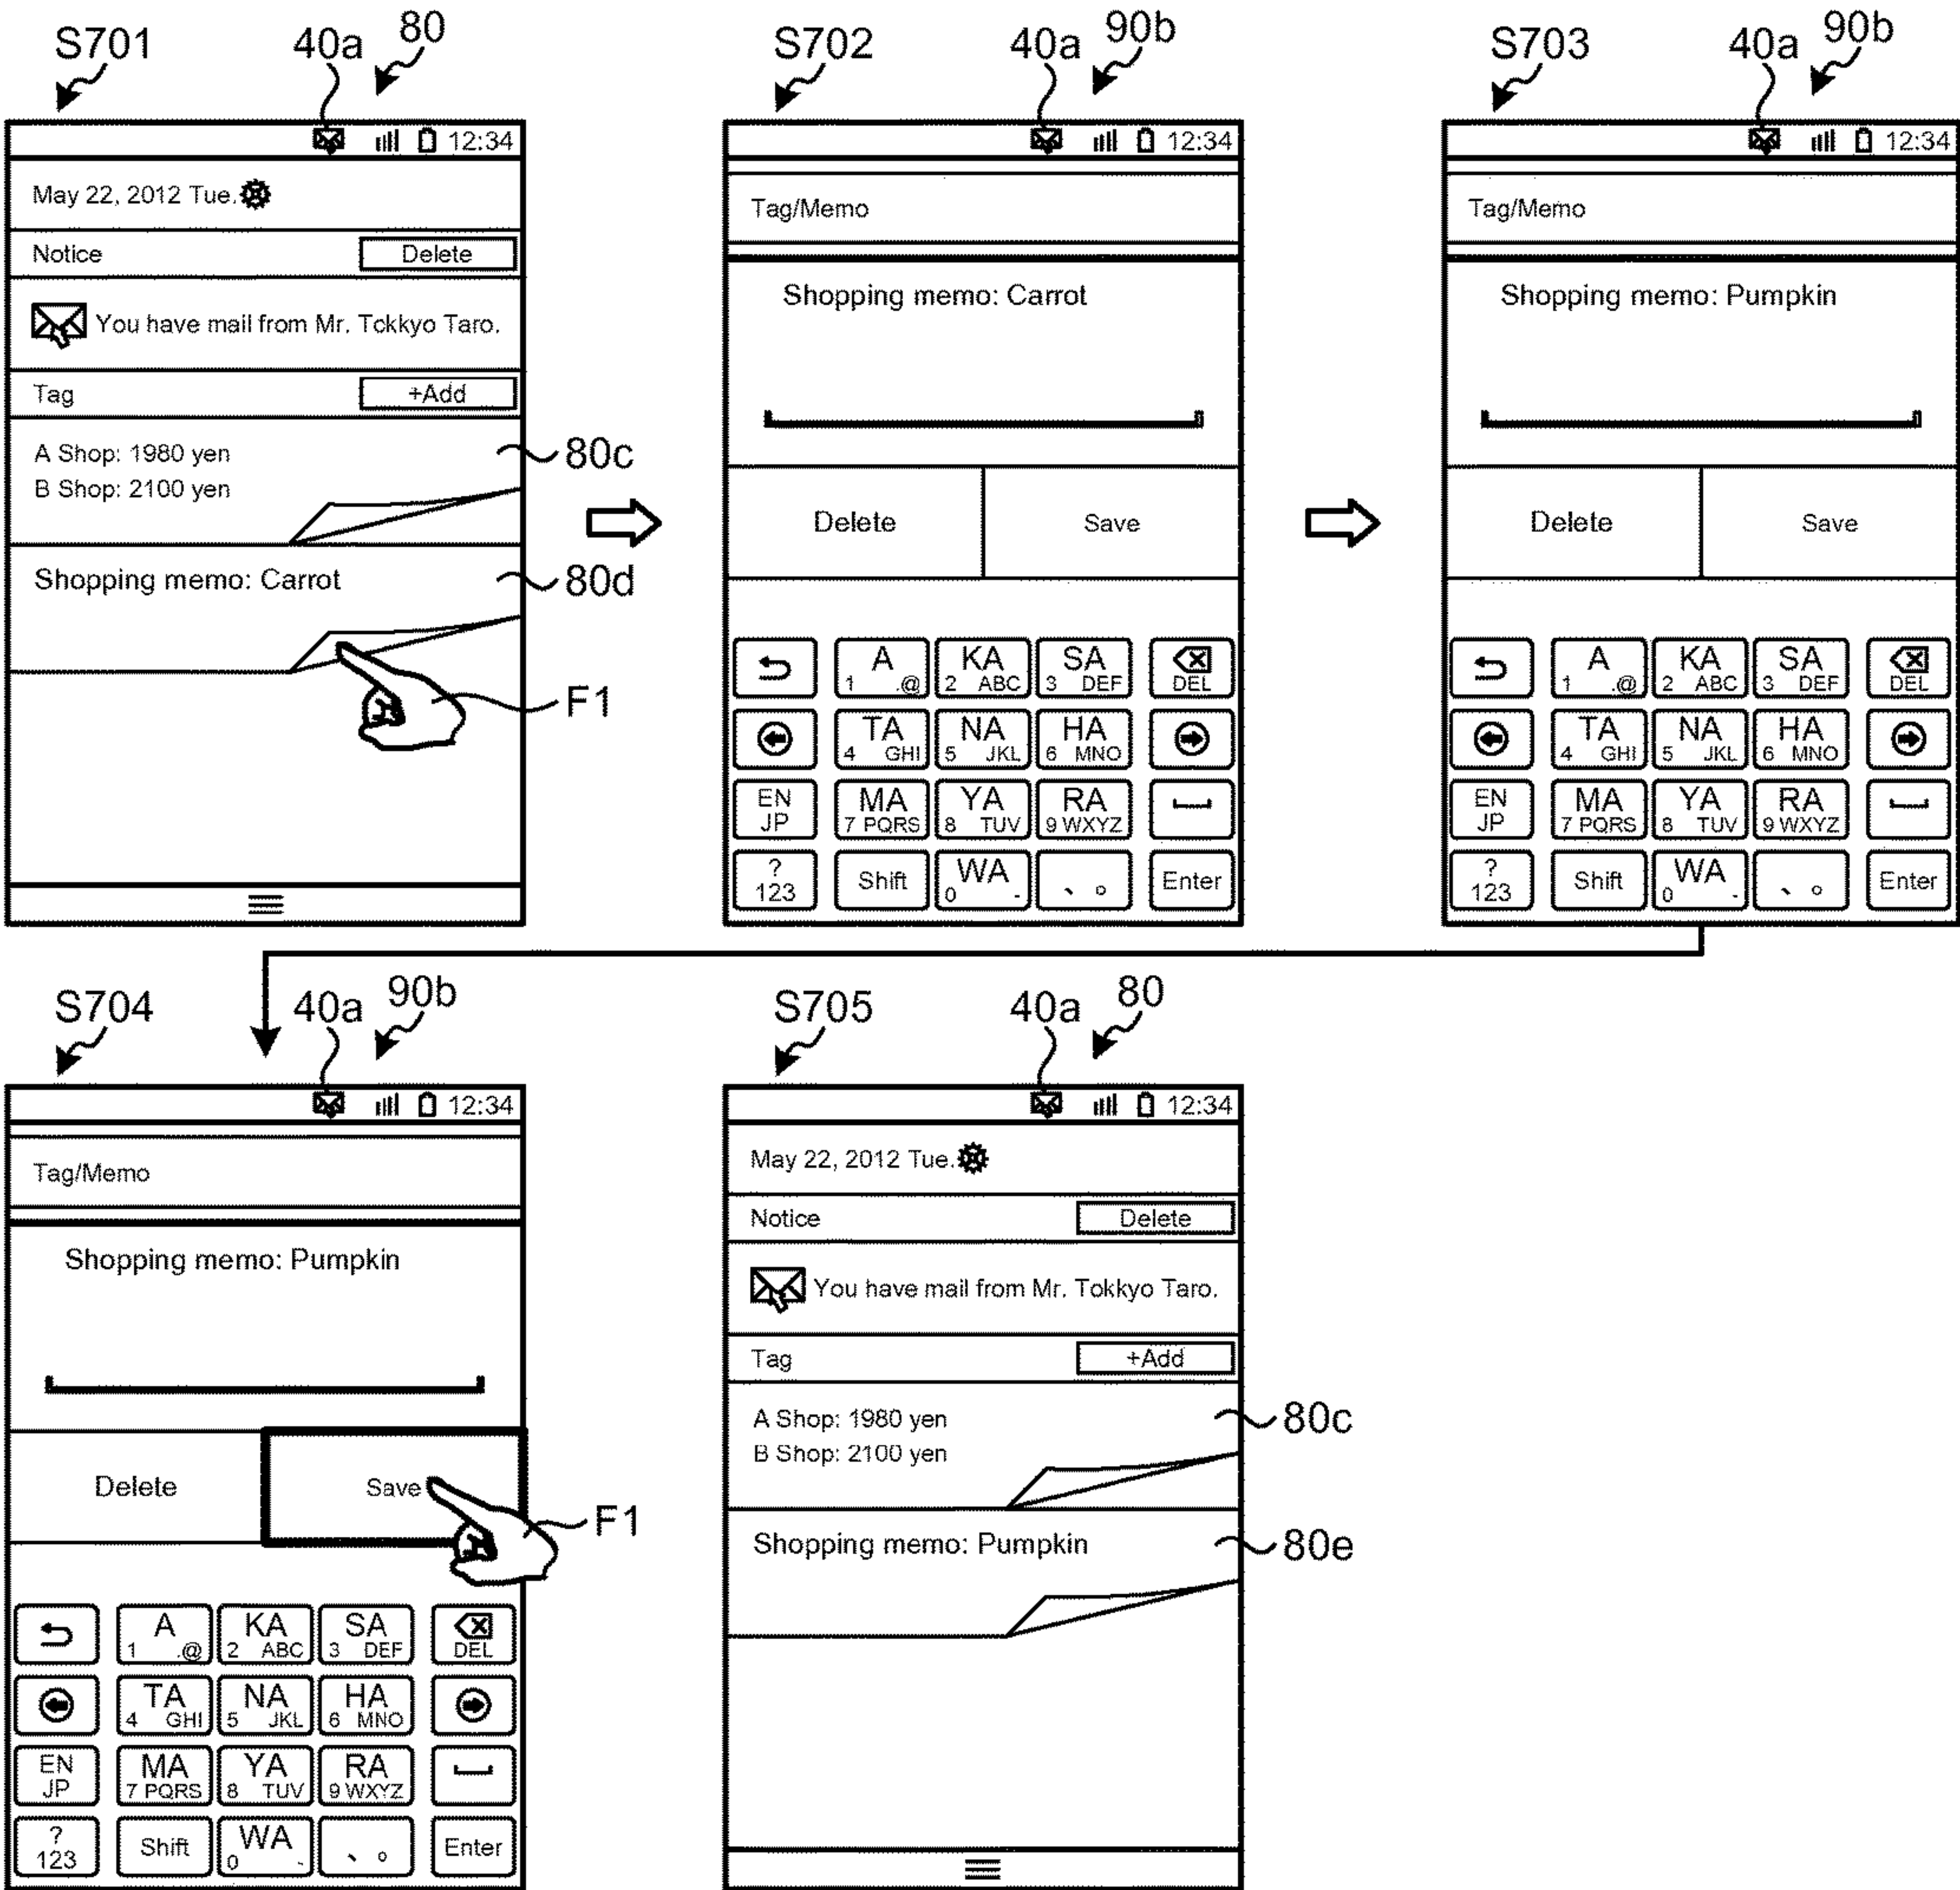 S701 40a 80
12:34
May 22, 2012 Tue.
Notice Delete
You have mail from Mr. Tokkyo Taro.
Tag +Add
A Shop: 1980 yen
B Shop: 2100 yen
80c
Shopping memo: Carrot
80d
F1
S702 40a 90b
12:34
Tag/Memo
Shopping memo: Carrot
Delete Save
A KA SA
1 .@ 2 ABC 3 DEF DEL
TA NA HA
4 GHI 5 JKL 6 MNO
EN MA YA RA
JP 7 PQRS 8 TUV 9 WXYZ
? Shift WA 、 。 Enter
123 0 -
S703 40a 90b
12:34
Tag/Memo
Shopping memo: Pumpkin
Delete Save
A KA SA
1 .@ 2 ABC 3 DEF DEL
TA NA HA
4 GHI 5 JKL 6 MNO
EN MA YA RA
JP 7 PQRS 8 TUV 9 WXYZ
? Shift WA 、 。 Enter
123 0 -
S704 40a 90b
12:34
Tag/Memo
Shopping memo: Pumpkin
Delete Save
F1
A KA SA
1 .@ 2 ABC 3 DEF DEL
TA NA HA
4 GHI 5 JKL 6 MNO
EN MA YA RA
JP 7 PQRS 8 TUV 9 WXYZ
? Shift WA 、 。 Enter
123 0 -
S705 40a 80
12:34
May 22, 2012 Tue.
Notice Delete
You have mail from Mr. Tokkyo Taro.
Tag +Add
A Shop: 1980 yen
B Shop: 2100 yen
80c
Shopping memo: Pumpkin
80e